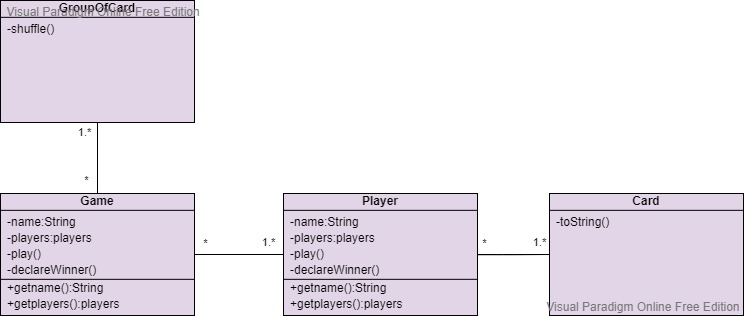 GroupOfCard
Visual Paradigm Online Free Edition
-shuffle()
1.*
*
Game
-name:String
-players:players
-play()
-declareWinner()
+getname():String
+getplayers():players
*
1.*
Player
-name:String
-players:players
-play()
-declareWinner()
+getname():String
+getplayers():players
*
1.*
Card
-toString()
Visual Paradigm Online Free Edition